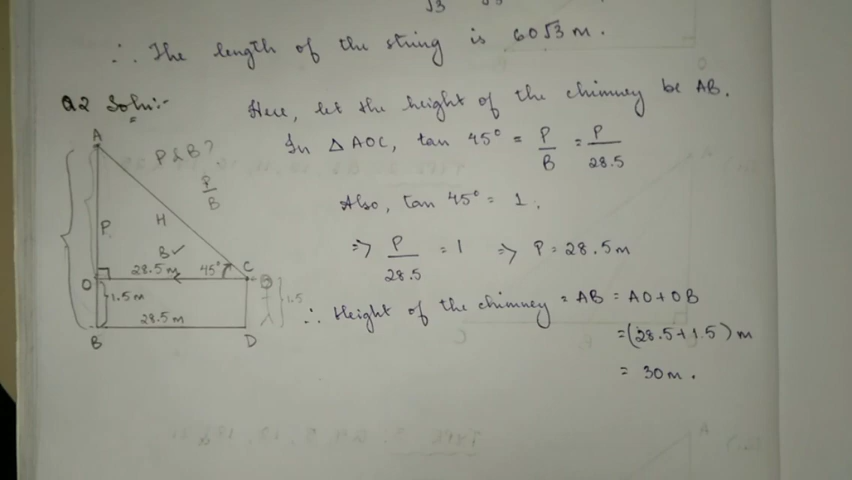 √3
∴ The length of the string is 60√3 m.
Q2 Soln:- Here, let the height of the chimney be AB.
In △AOC, tan 45° = P/B = P/28.5
Also, tan 45° = 1.
⇒ P/28.5 = 1 ⇒ P = 28.5 m
∴ Height of the chimney = AB = AO + OB
= (28.5 + 1.5) m
= 30 m.
A
P & B?
P/B
P
H
B ✓
28.5 m
45°
C
O
1.5 m
1.5
28.5 m
B
D